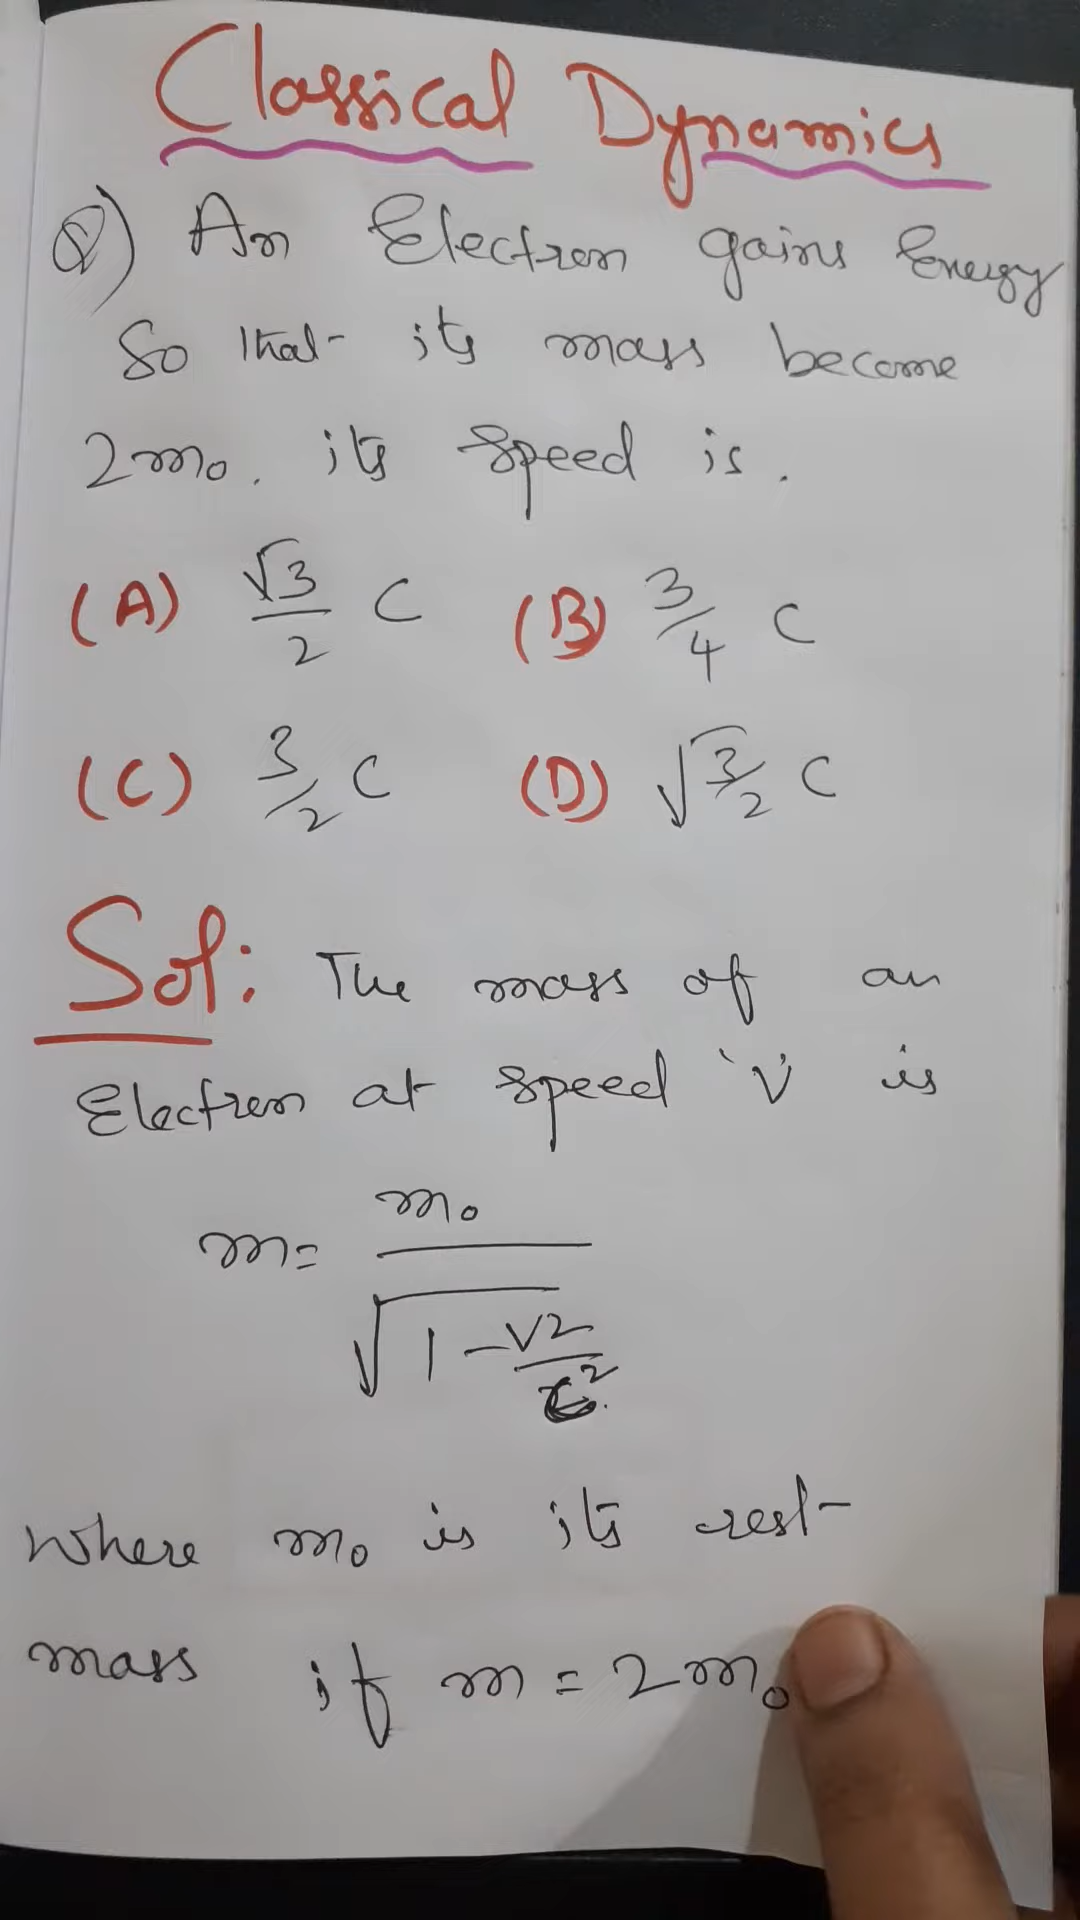 Classical Dynamics
Q) An Electron gains Energy
So that its mass become
2m₀. its speed is.
(A) √3/2 C (B) 3/4 C
(C) 3/2 C (D) √3/2 C
Sol: The mass of an
Electron at speed 'v' is
m = m₀ / √(1 - v²/c²)
where m₀ is its rest
mass if m = 2m₀